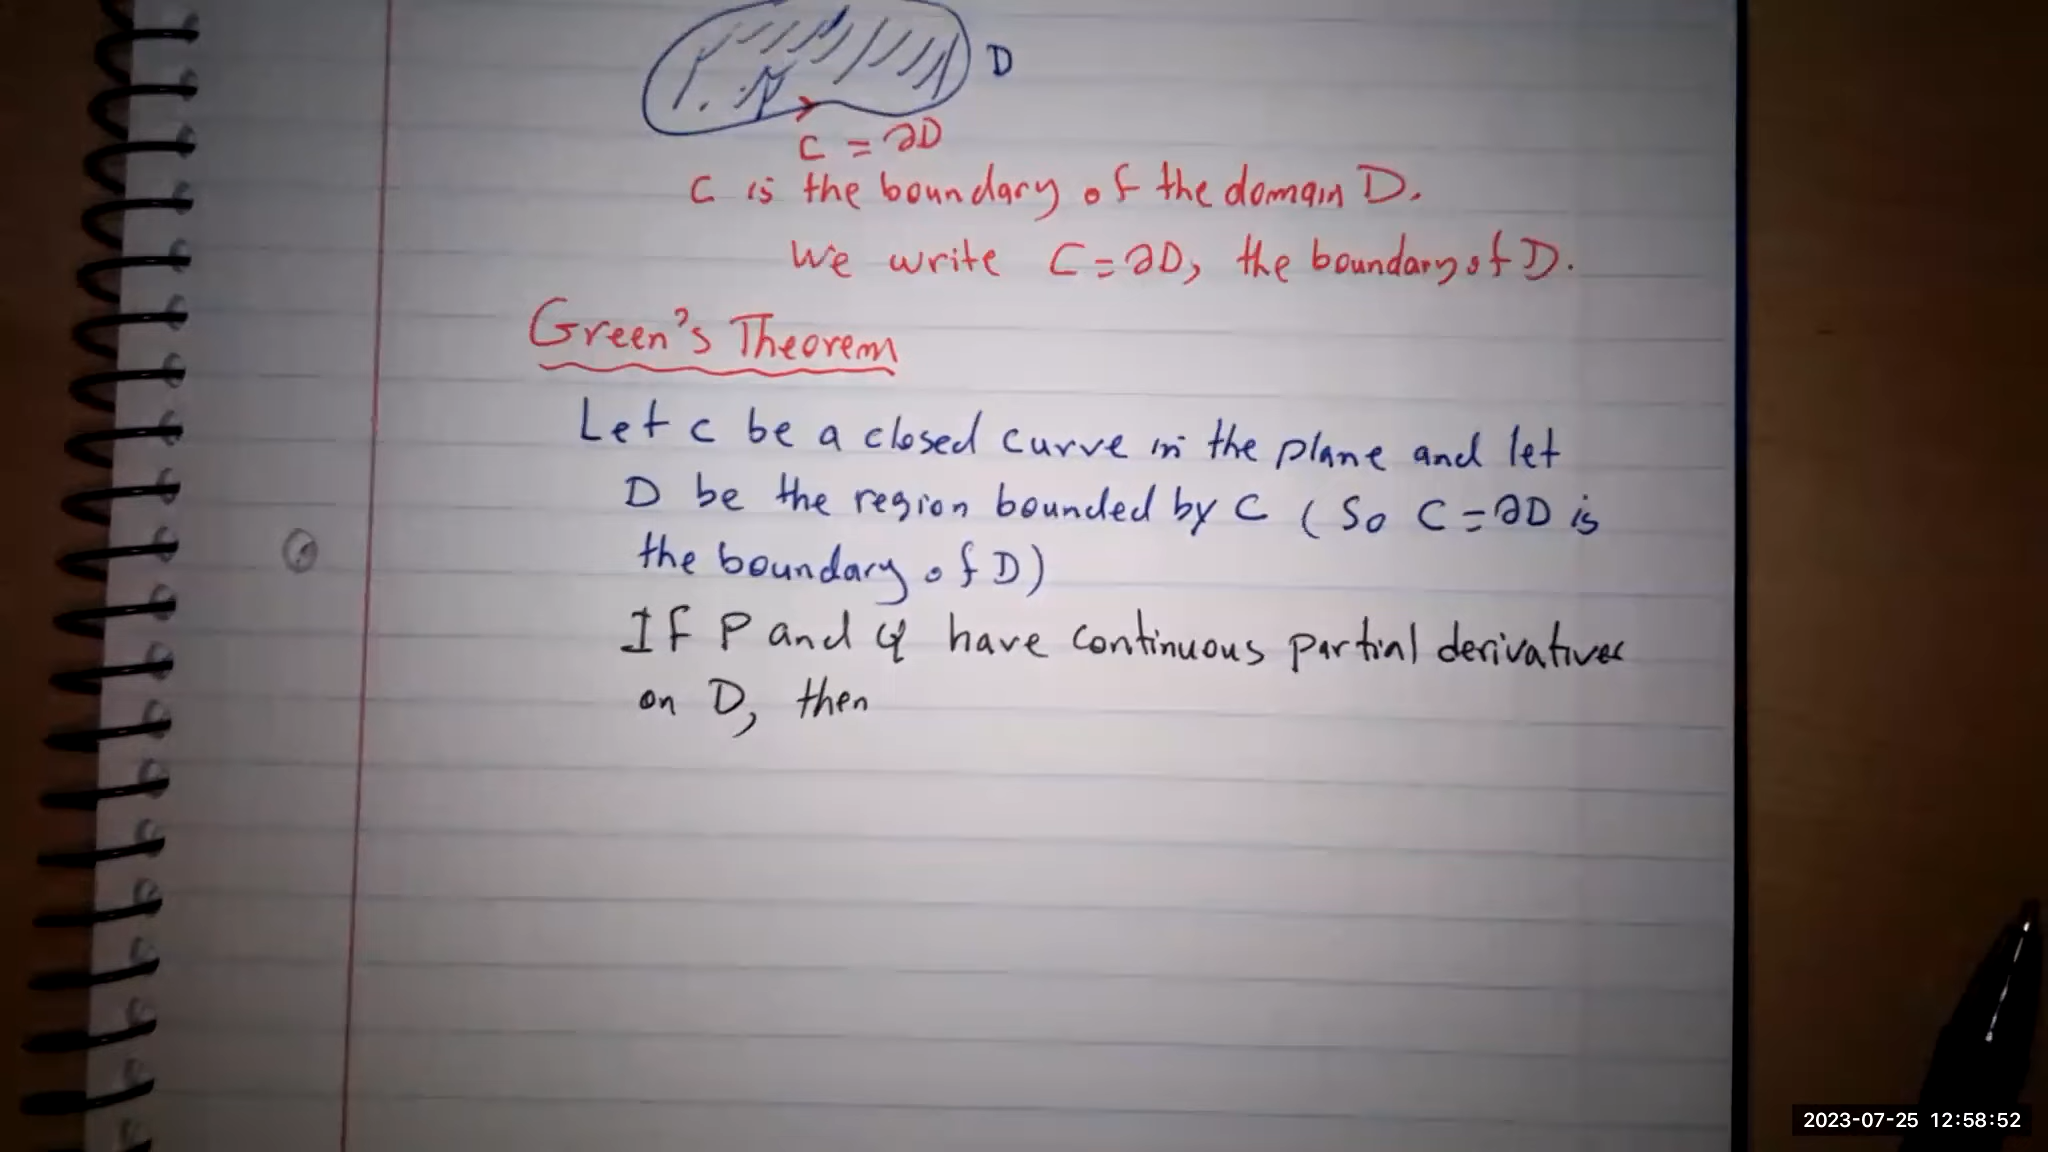 D
C = ∂D
C is the boundary of the domain D.
We write C = ∂D, the boundary of D.
Green's Theorem
Let C be a closed curve in the plane and let
D be the region bounded by C (So C = ∂D is
the boundary of D)
If P and Q have continuous partial derivatives
on D, then
2023-07-25 12:58:52